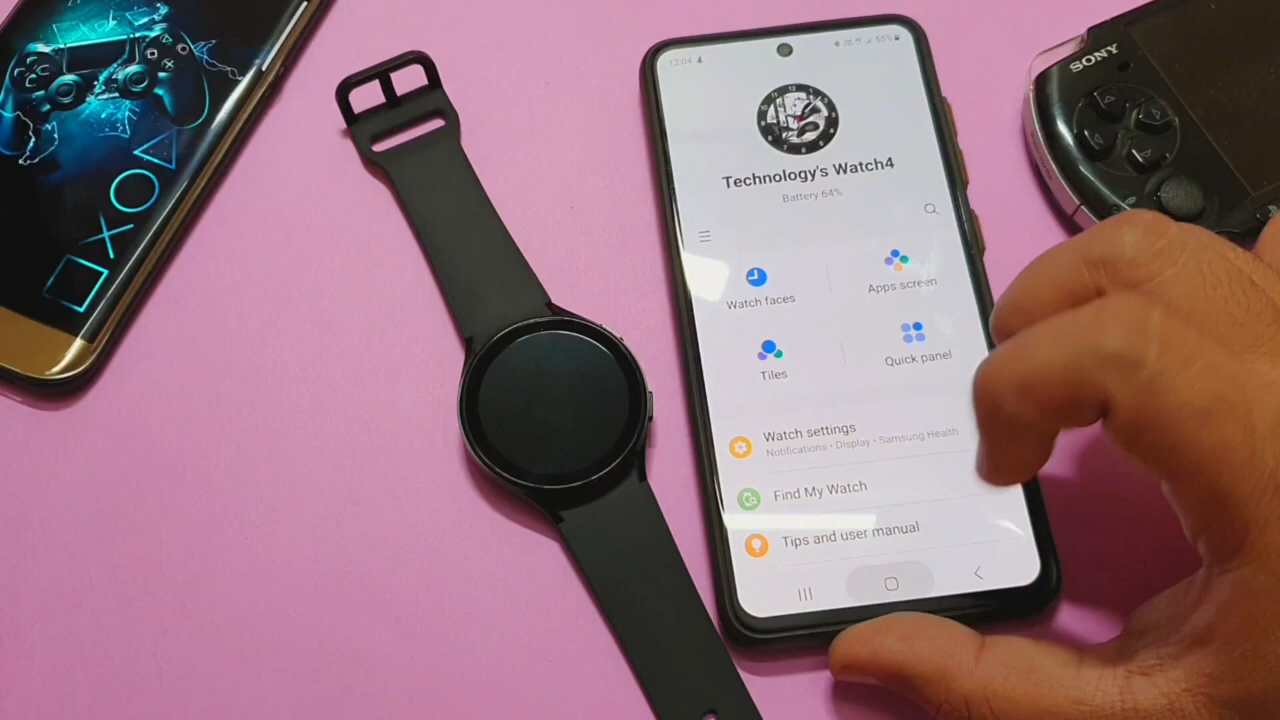 SONY
12:04
55%
Technology's Watch4
Battery 64%
Watch faces
Apps screen
Tiles
Quick panel
Watch settings
Notifications • Display • Samsung Health
Find My Watch
Tips and user manual